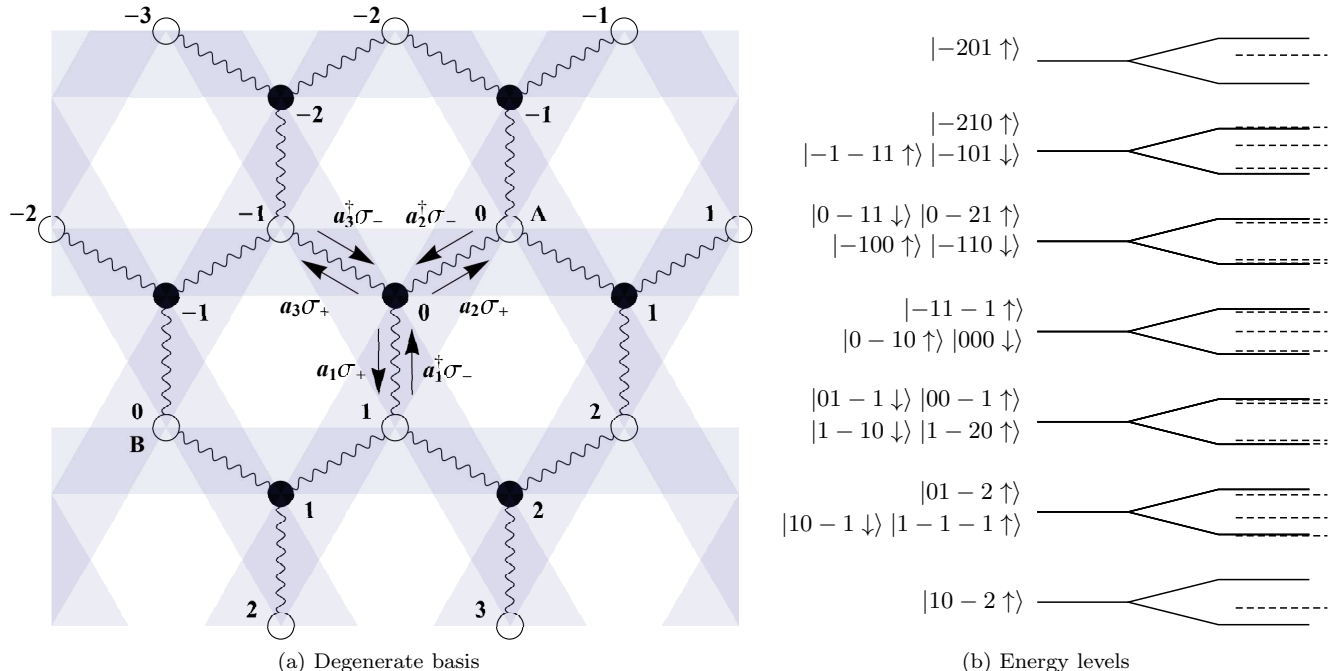 −3
−2
−1
−2
−1
−2
−1
a₃†σ₋
a₂†σ₋
0
A
1
−1
a₃σ₊
0
a₂σ₊
1
a₁σ₊
a₁†σ₋
0
1
2
B
1
2
2
3
(a) Degenerate basis
|−201 ↑⟩
|−210 ↑⟩
|−1 − 11 ↑⟩ |−101 ↓⟩
|0 − 11 ↓⟩ |0 − 21 ↑⟩
|−100 ↑⟩ |−110 ↓⟩
|−11 − 1 ↑⟩
|0 − 10 ↑⟩ |000 ↓⟩
|01 − 1 ↓⟩ |00 − 1 ↑⟩
|1 − 10 ↓⟩ |1 − 20 ↑⟩
|01 − 2 ↑⟩
|10 − 1 ↓⟩ |1 − 1 − 1 ↑⟩
|10 − 2 ↑⟩
(b) Energy levels